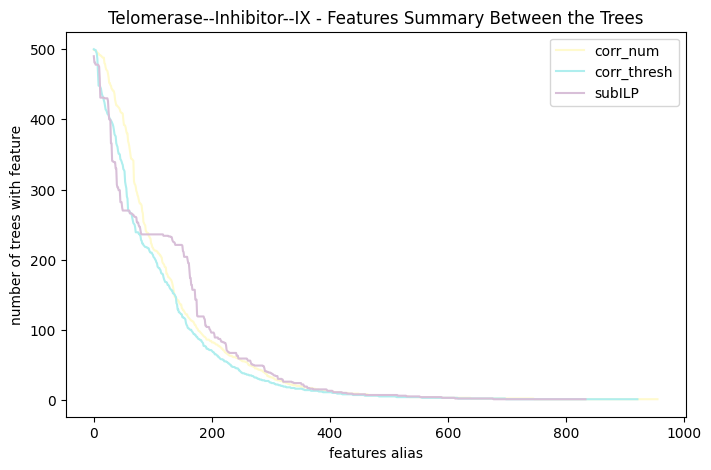 Telomerase--Inhibitor--IX - Features Summary Between the Trees
number of trees with feature
500
400
300
200
100
0
corr_num
corr_thresh
subILP
0 200 400 600 800 1000
features alias